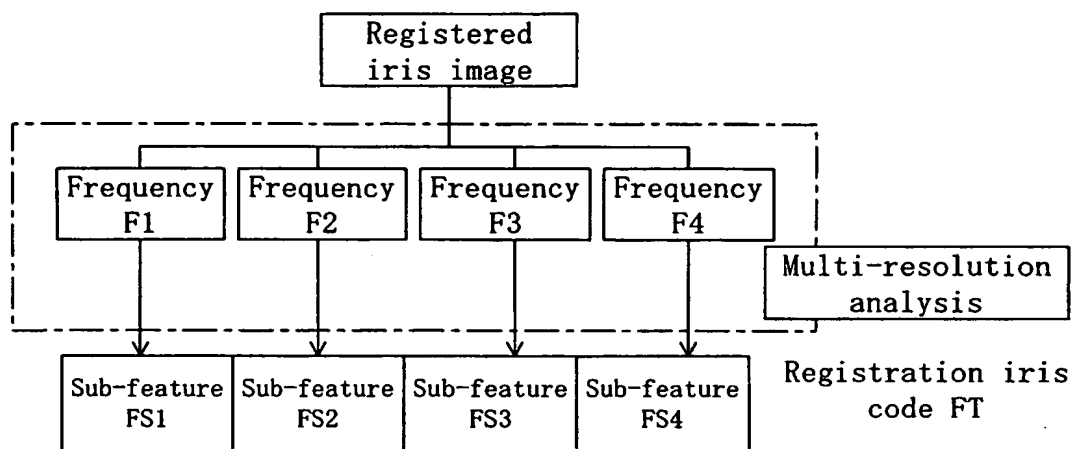 Registered
iris image
Frequency
F1
Frequency
F2
Frequency
F3
Frequency
F4
Multi-resolution
analysis
Sub-feature
FS1
Sub-feature
FS2
Sub-feature
FS3
Sub-feature
FS4
Registration iris
code FT